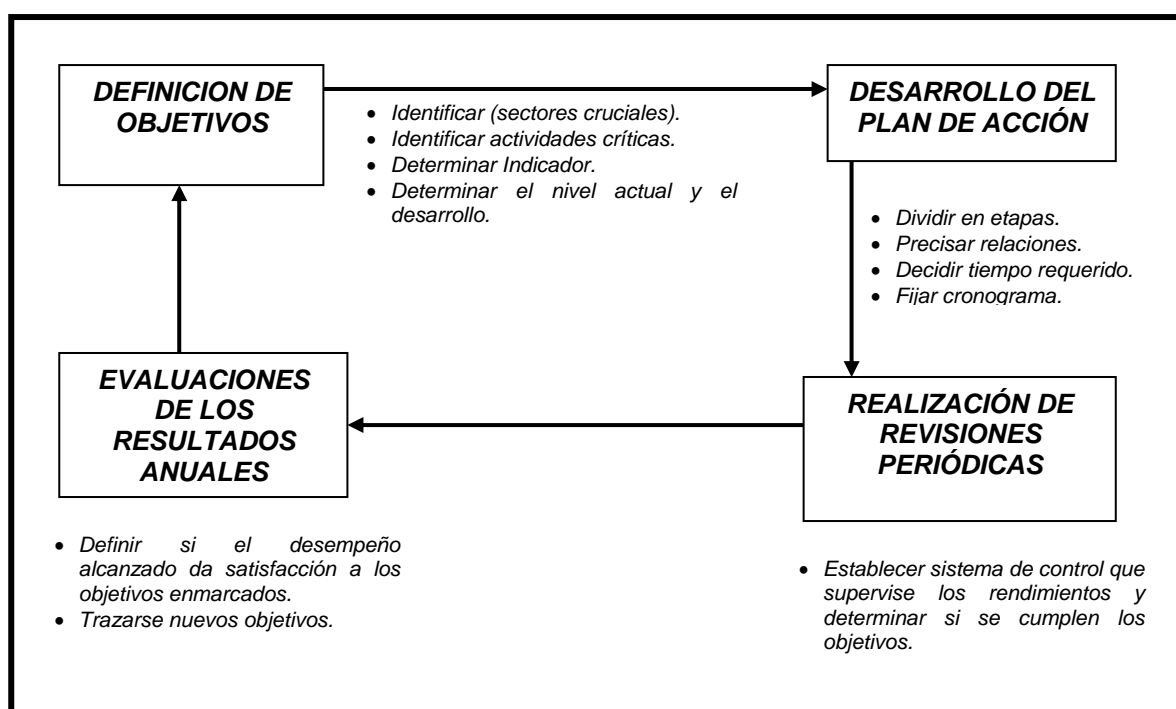 DEFINICION DE
OBJETIVOS
• Identificar (sectores cruciales).
• Identificar actividades críticas.
• Determinar Indicador.
• Determinar el nivel actual y el
desarrollo.
DESARROLLO DEL
PLAN DE ACCIÓN
• Dividir en etapas.
• Precisar relaciones.
• Decidir tiempo requerido.
• Fijar cronograma.
EVALUACIONES
DE LOS
RESULTADOS
ANUALES
REALIZACIÓN DE
REVISIONES
PERIÓDICAS
• Definir si el desempeño
alcanzado da satisfacción a los
objetivos enmarcados.
• Trazarse nuevos objetivos.
• Establecer sistema de control que
supervise los rendimientos y
determinar si se cumplen los
objetivos.